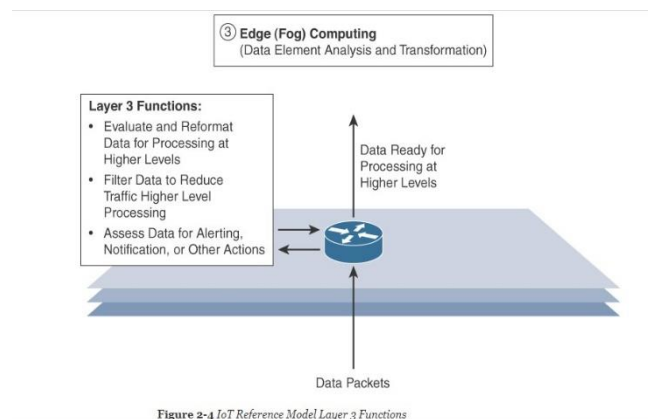 ③ Edge (Fog) Computing
(Data Element Analysis and Transformation)
Layer 3 Functions:
• Evaluate and Reformat
Data for Processing at
Higher Levels
• Filter Data to Reduce
Traffic Higher Level
Processing
• Assess Data for Alerting,
Notification, or Other Actions
Data Ready for
Processing at
Higher Levels
Data Packets
Figure 2-4 IoT Reference Model Layer 3 Functions